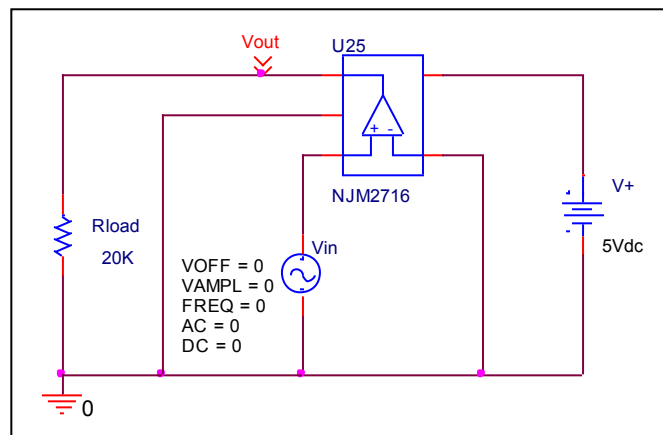 Vout
U25
+ -
NJM2716
V+
5Vdc
Rload
20K
Vin
VOFF = 0
VAMPL = 0
FREQ = 0
AC = 0
DC = 0
0